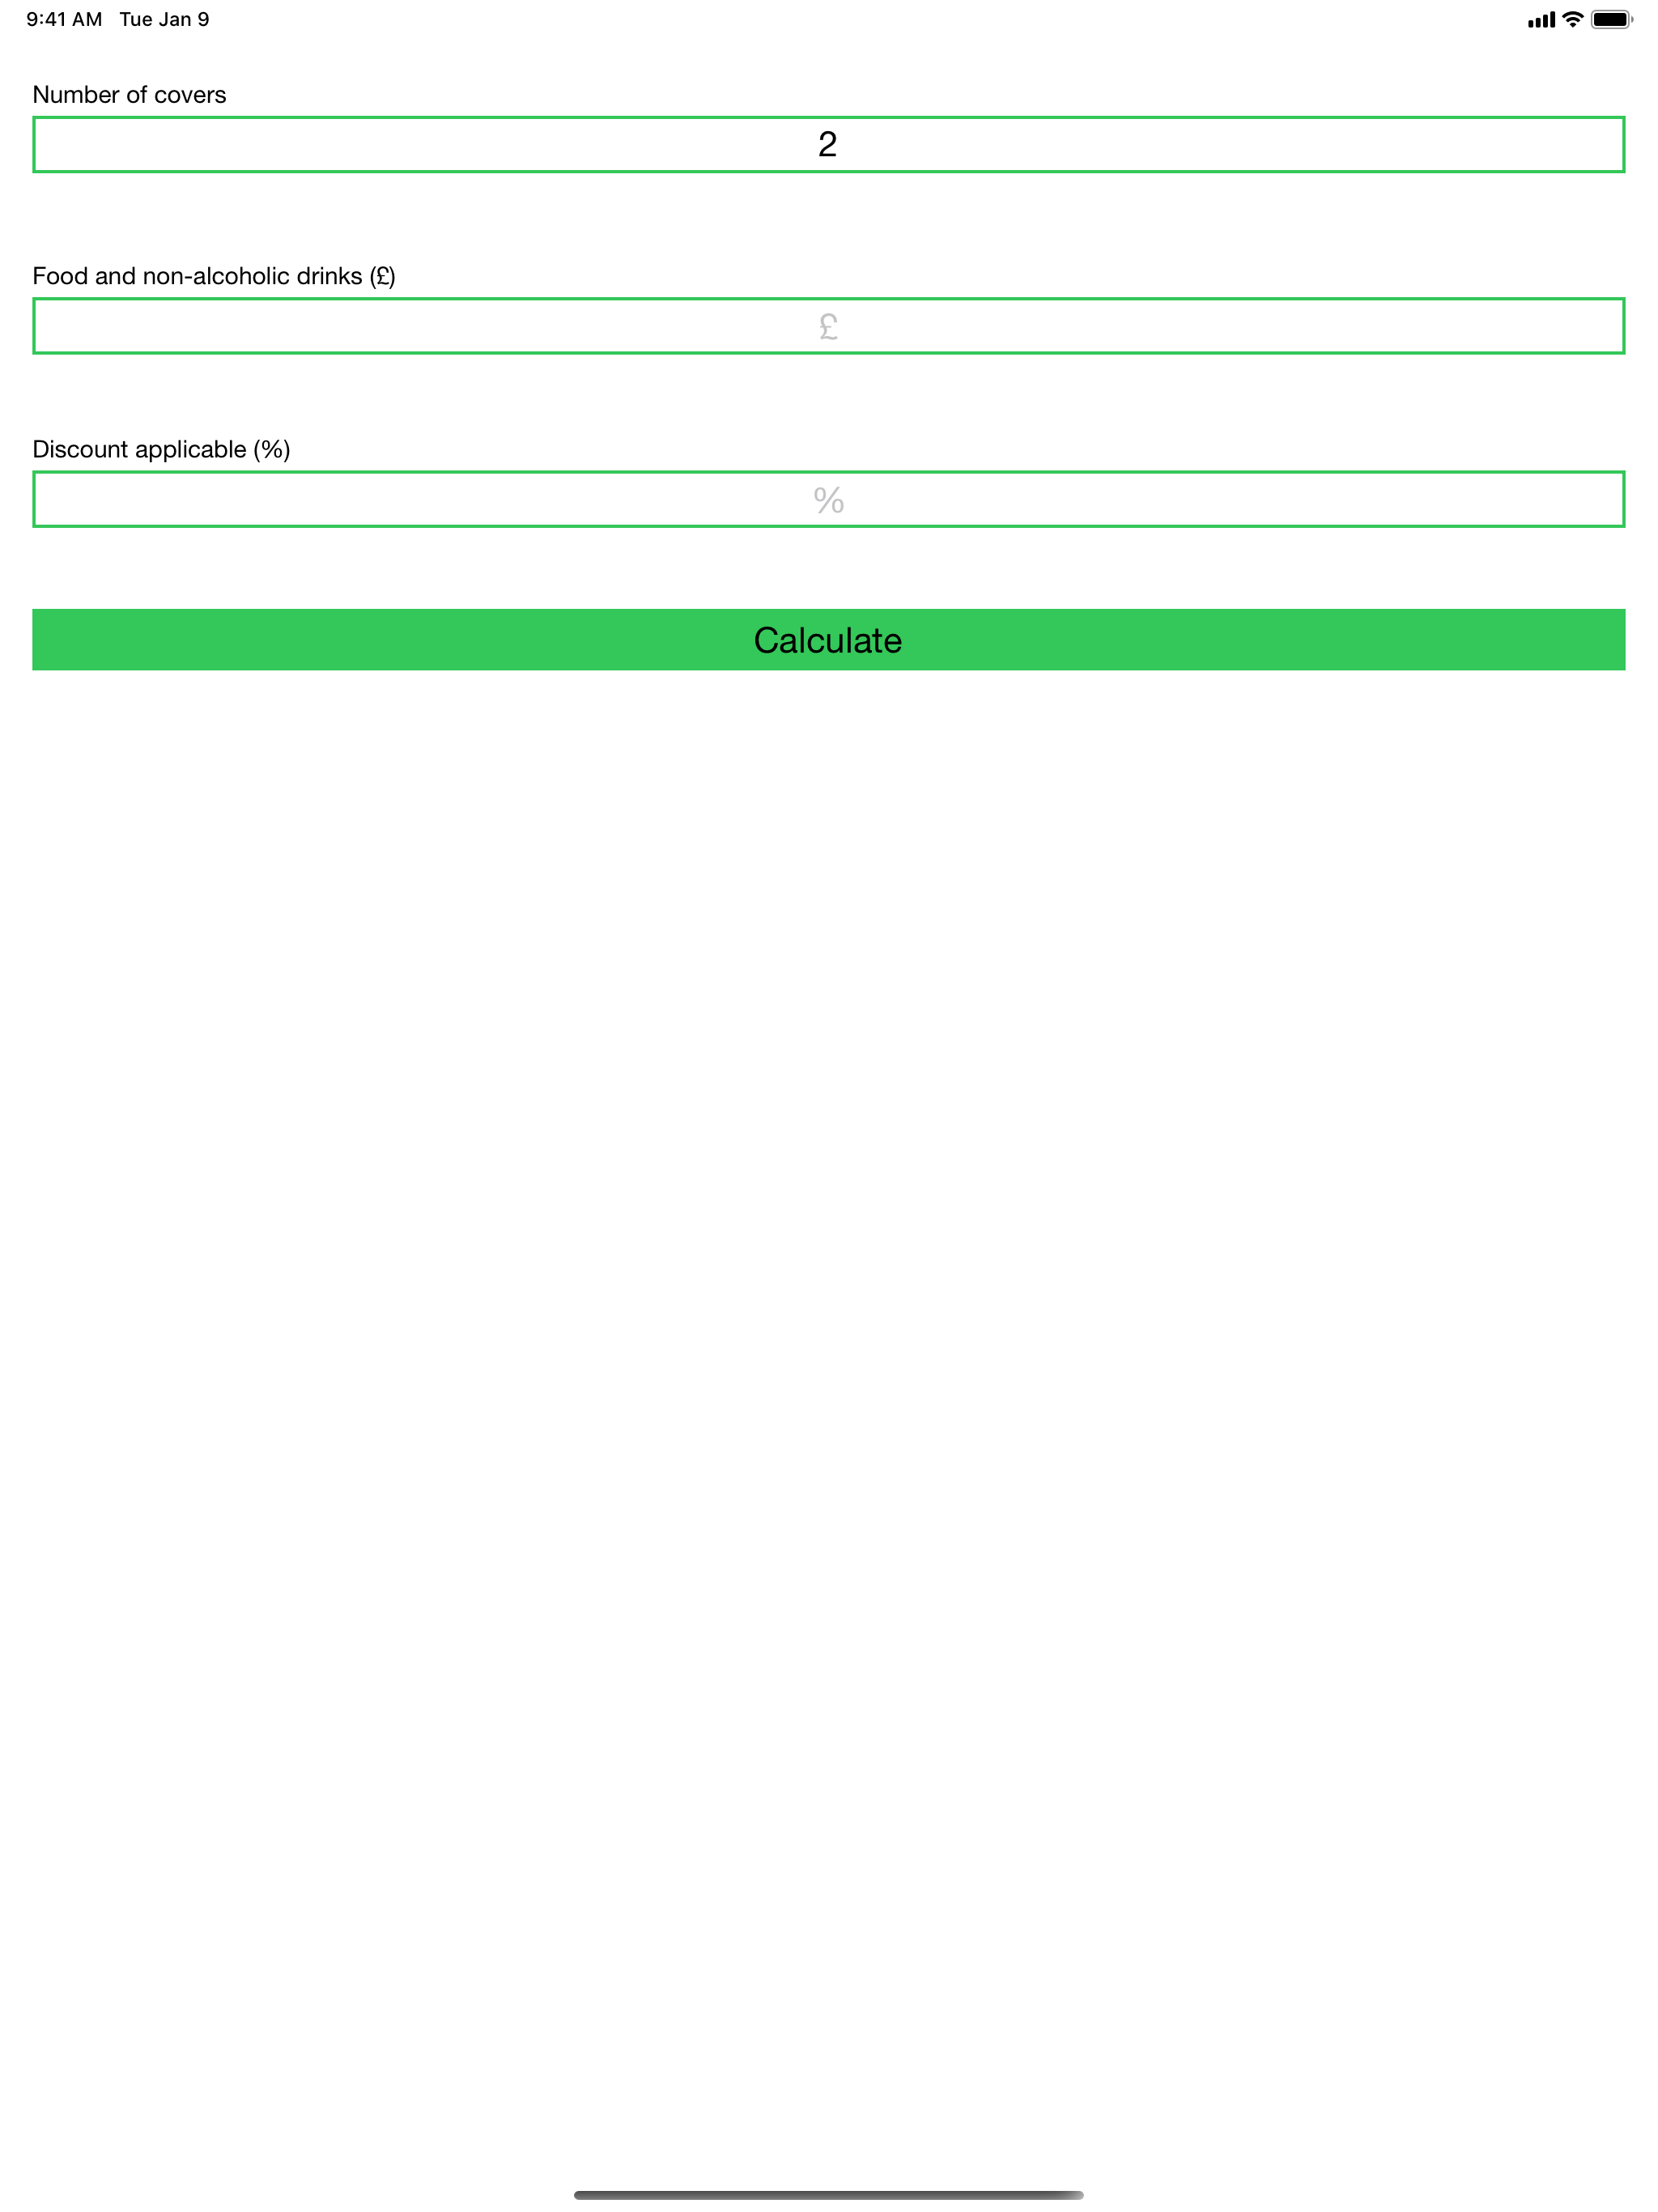 9:41 AM Tue Jan 9
Number of covers
2
Food and non-alcoholic drinks (£)
£
Discount applicable (%)
%
Calculate